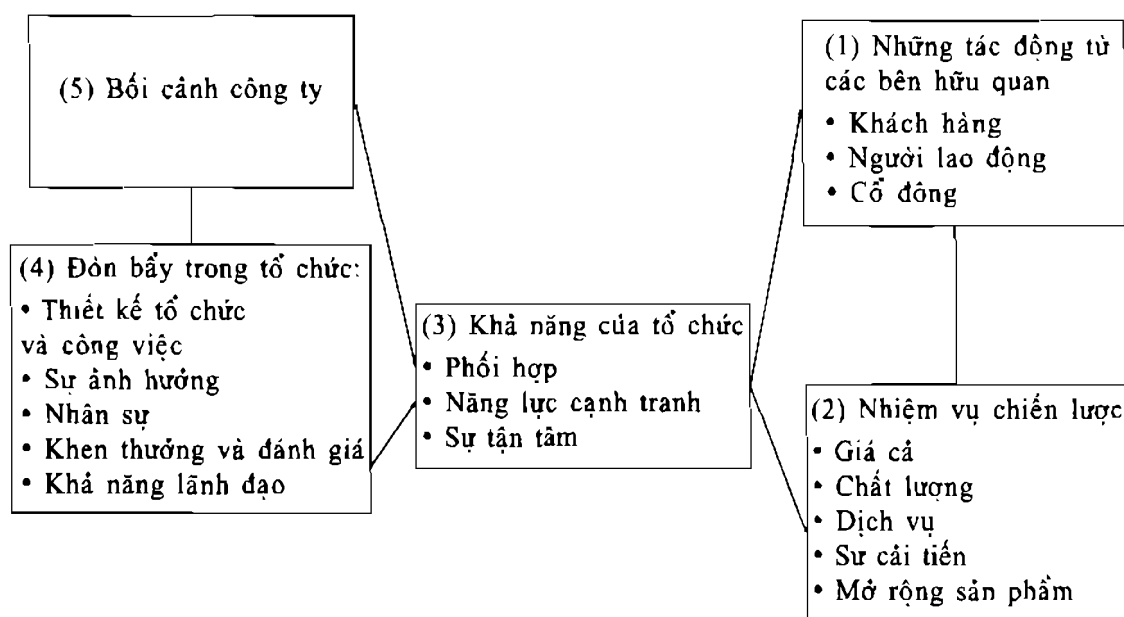 (5) Bối cảnh công ty
(1) Những tác động từ
các bên hữu quan
• Khách hàng
• Người lao động
• Cổ đông
(4) Đòn bẩy trong tổ chức:
• Thiết kế tổ chức
và công việc
• Sự ảnh hưởng
• Nhân sự
• Khen thưởng và đánh giá
• Khả năng lãnh đạo
(3) Khả năng của tổ chức
• Phối hợp
• Năng lực cạnh tranh
• Sự tận tâm
(2) Nhiệm vụ chiến lược
• Giá cả
• Chất lượng
• Dịch vụ
• Sư cải tiến
• Mở rộng sản phẩm